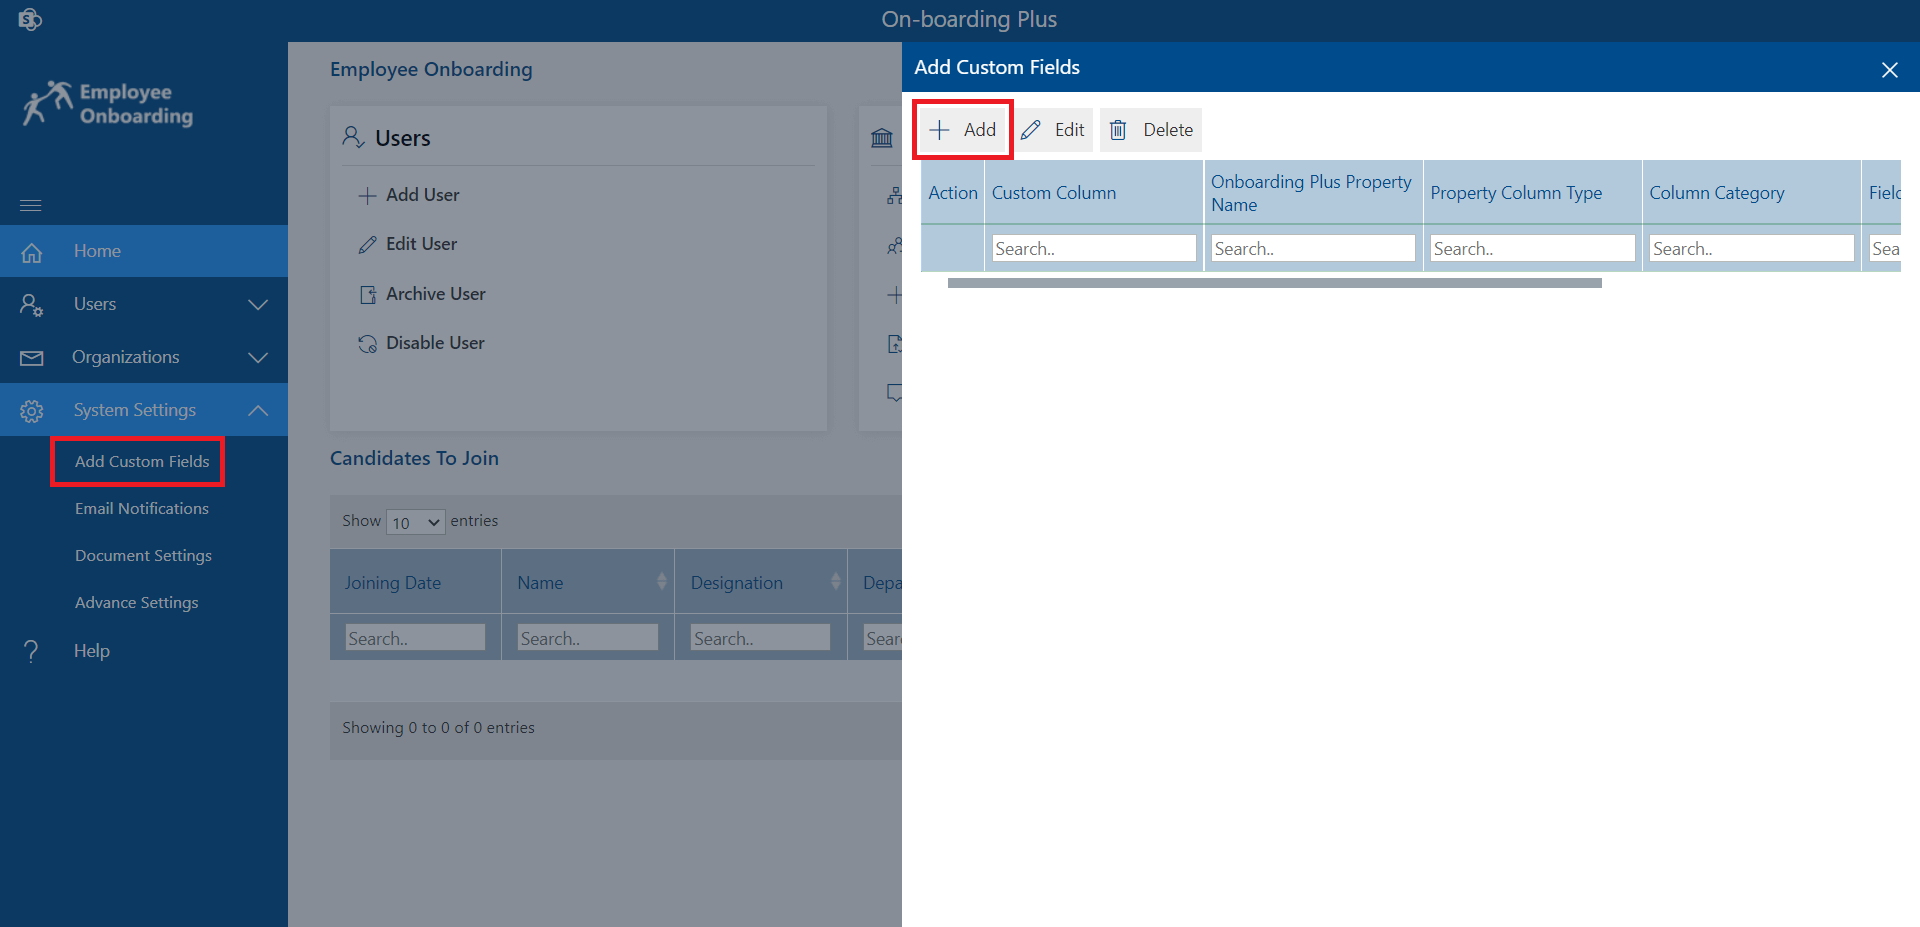 On-boarding Plus
Employee
Onboarding
Home
Users
Organizations
System Settings
Add Custom Fields
Email Notifications
Document Settings
Advance Settings
Help
Employee Onboarding
Users
Add User
Edit User
Archive User
Disable User
Candidates To Join
Show 10 entries
Joining Date Name Designation Depa
Search.. Search.. Search.. Sear
Showing 0 to 0 of 0 entries
Add Custom Fields
Add Edit Delete
Action Custom Column Onboarding Plus Property Name Property Column Type Column Category Field
Search.. Search.. Search.. Search.. Sea